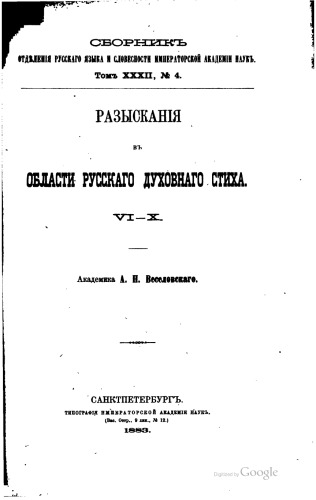 СБОРНИКЪ
ОТДѢЛЕНІЯ РУССКАГО ЯЗЫКА И СЛОВЕСНОСТИ ИМПЕРАТОРСКОЙ АКАДЕМІИ НАУКЪ.
Томъ XXXII, № 4.
РАЗЫСКАНІЯ
ВЪ
ОБЛАСТИ РУССКАГО ДУХОВНАГО СТИХА.
VI—X.
Академика А. Н. Веселовскаго.
САНКТПЕТЕРБУРГЪ.
ТИПОГРАФІЯ ИМПЕРАТОРСКОЙ АКАДЕМІИ НАУКЪ.
(Вас. Остр., 9 лин., № 12.)
1883.
Digitized by Google